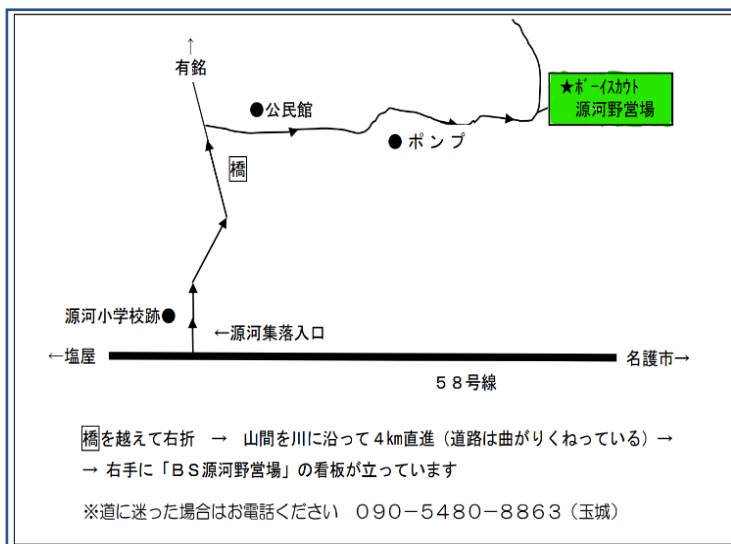 ↑
有銘
●公民館
★ﾎﾞｰｲｽｶｳﾄ
源河野営場
●ポンプ
橋
源河小学校跡●
←源河集落入口
←塩屋
名護市→
５８号線
橋を越えて右折　→　山間を川に沿って４㎞直進（道路は曲がりくねっている）→
→ 右手に「ＢＳ源河野営場」の看板が立っています
※道に迷った場合はお電話ください　０９０－５４８０－８８６３（玉城）